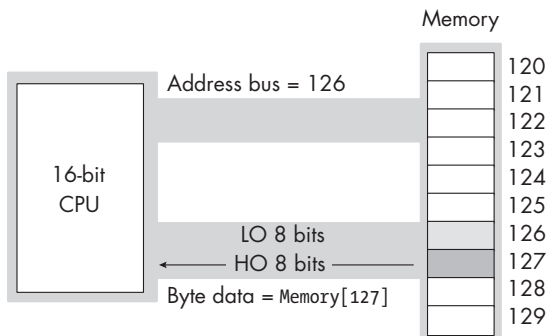 Memory
Address bus = 126
16-bit
CPU
LO 8 bits
HO 8 bits
Byte data = Memory[127]
120
121
122
123
124
125
126
127
128
129